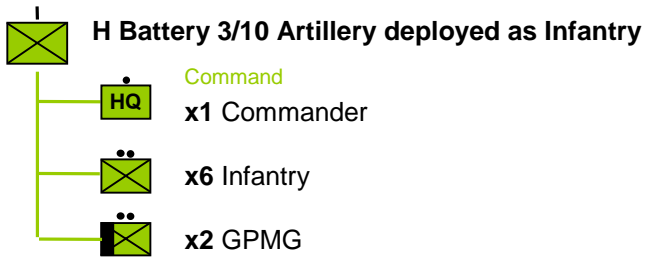 H Battery 3/10 Artillery deployed as Infantry
Command
HQ
x1 Commander
x6 Infantry
x2 GPMG